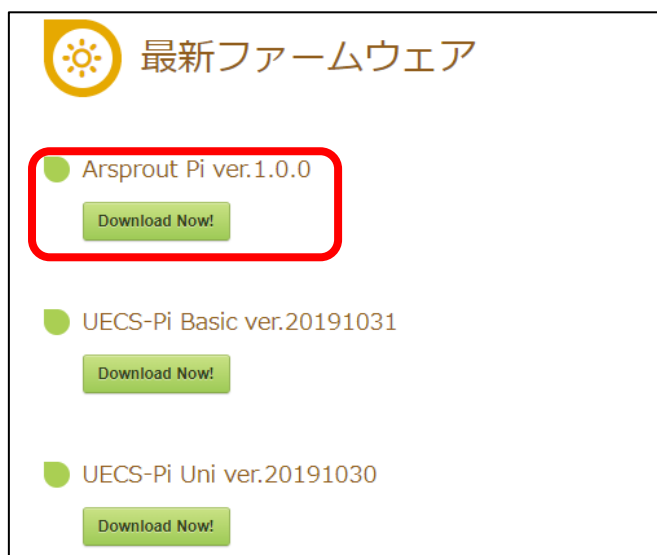 最新ファームウェア
Arsprout Pi ver.1.0.0
Download Now!
UECS-Pi Basic ver.20191031
Download Now!
UECS-Pi Uni ver.20191030
Download Now!